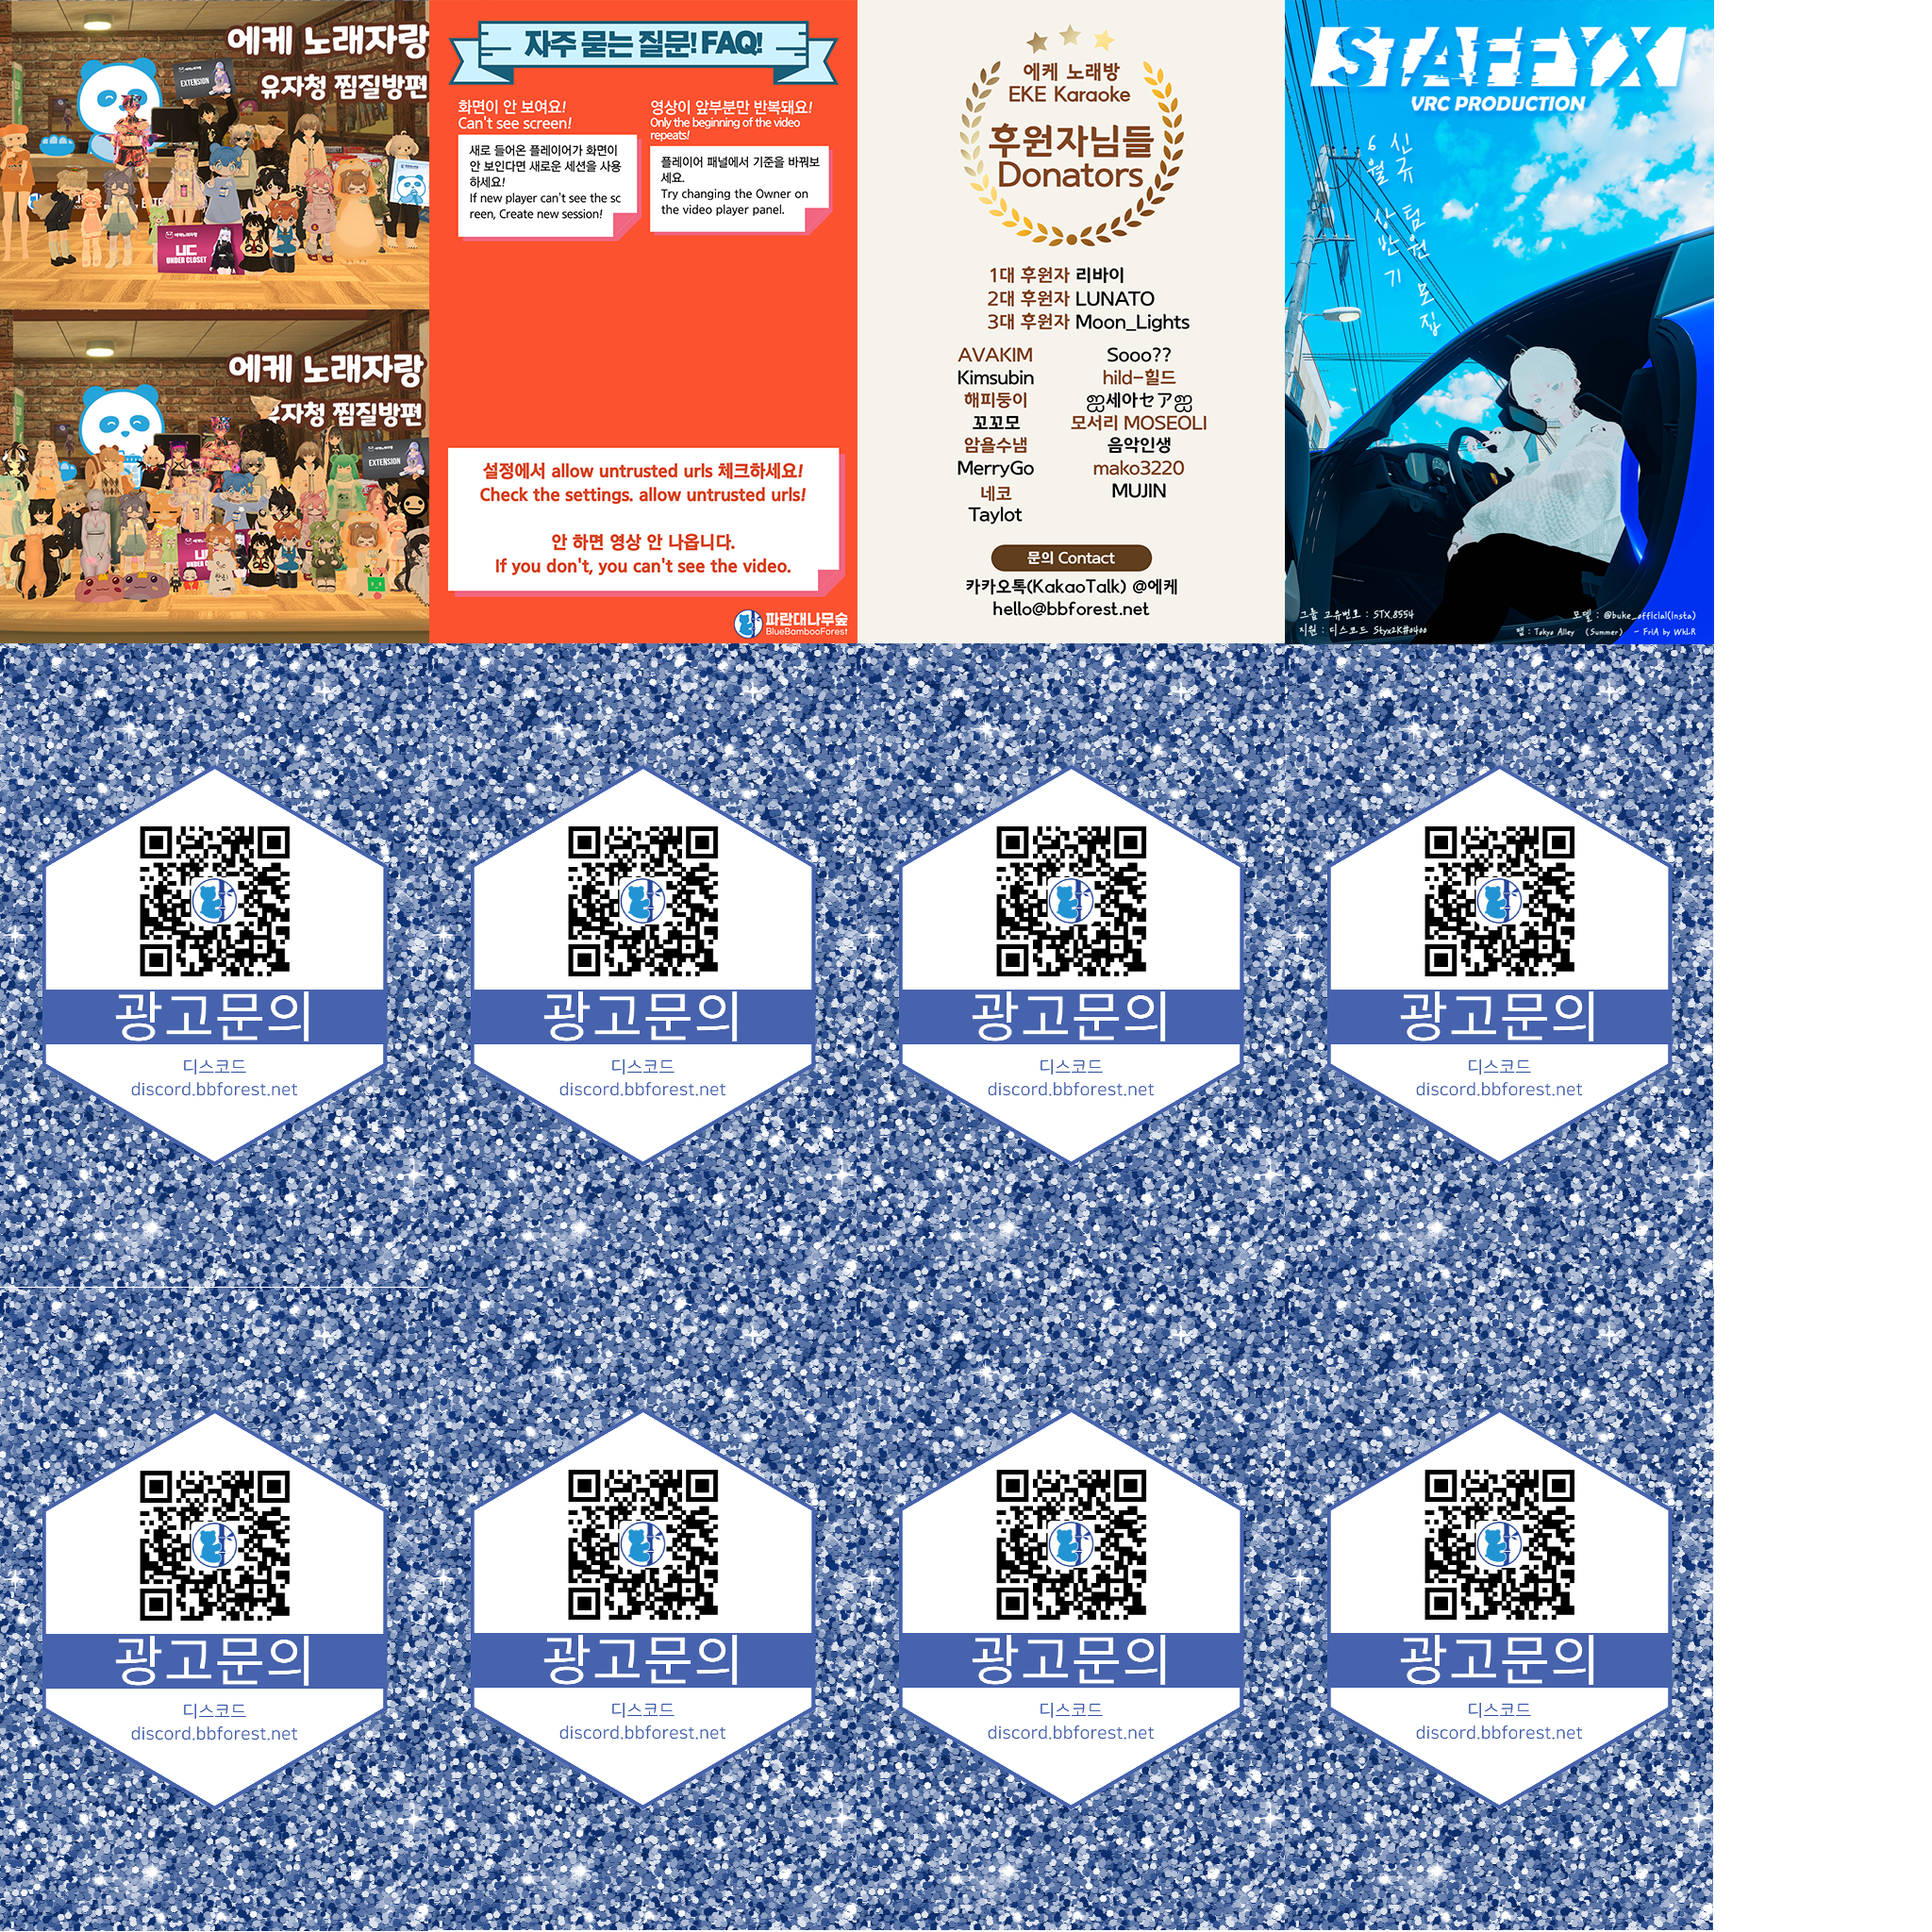 에케 노래자랑
유자청 찜질방편
EXTENSION
에케노래자랑
UC
UNDER CLOSET
에케 노래자랑
유자청 찜질방편
EXTENSION
자주 묻는 질문! FAQ!
화면이 안 보여요!
Can't see screen!
새로 들어온 플레이어가 화면이
안 보인다면 새로운 세션을 사용
하세요!
If new player can't see the sc
reen, Create new session!
영상이 앞부분만 반복돼요!
Only the beginning of the video
repeats!
플레이어 패널에서 기준을 바꿔보
세요.
Try changing the Owner on
the video player panel.
설정에서 allow untrusted urls 체크하세요!
Check the settings. allow untrusted urls!
안 하면 영상 안 나옵니다.
If you don't, you can't see the video.
파란대나무숲
BlueBambooForest
에케 노래방
EKE Karaoke
후원자님들
Donators
1대 후원자 리바이
2대 후원자 LUNATO
3대 후원자 Moon_Lights
AVAKIM
Kimsubin
해피둥이
꼬꼬모
암욜수냄
MerryGo
네코
Taylot
Sooo??
hild-힐드
ஐ세아セアஐ
모서리 MOSEOLI
음악인생
mako3220
MUJIN
문의 Contact
카카오톡(KakaoTalk) @에케
hello@bbforest.net
STAFFYX
VRC PRODUCTION
6월 상반기
신규 팀원 모집
그룹 고유번호 : STX.8554
지원 : 디스코드 Styx2K#0400
모델 : @buke_official(Insta)
맵 : Tokyo Alley (Summer) - FrIA by WkLR
광고문의
디스코드
discord.bbforest.net
광고문의
디스코드
discord.bbforest.net
광고문의
디스코드
discord.bbforest.net
광고문의
디스코드
discord.bbforest.net
광고문의
디스코드
discord.bbforest.net
광고문의
디스코드
discord.bbforest.net
광고문의
디스코드
discord.bbforest.net
광고문의
디스코드
discord.bbforest.net